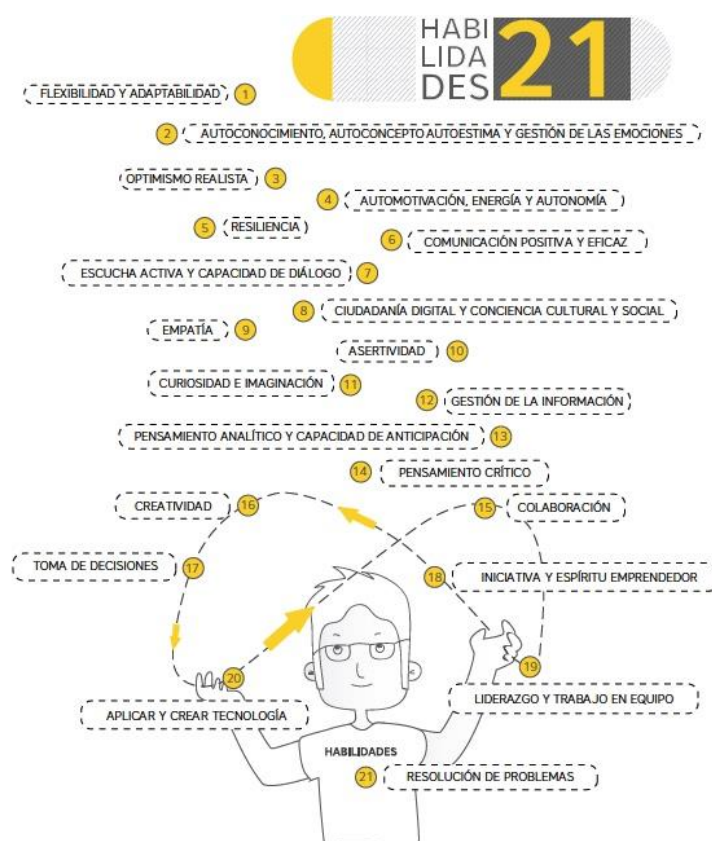 HABI
LIDA
DES
21
FLEXIBILIDAD Y ADAPTABILIDAD 1
2 AUTOCONOCIMIENTO, AUTOCONCEPTO AUTOESTIMA Y GESTIÓN DE LAS EMOCIONES
OPTIMISMO REALISTA 3
4 AUTOMOTIVACIÓN, ENERGÍA Y AUTONOMÍA
5 RESILIENCIA
6 COMUNICACIÓN POSITIVA Y EFICAZ
ESCUCHA ACTIVA Y CAPACIDAD DE DIÁLOGO 7
8 CIUDADANÍA DIGITAL Y CONCIENCIA CULTURAL Y SOCIAL
EMPATÍA 9
ASERTIVIDAD 10
CURIOSIDAD E IMAGINACIÓN 11
12 GESTIÓN DE LA INFORMACIÓN
PENSAMIENTO ANALÍTICO Y CAPACIDAD DE ANTICIPACIÓN 13
14 PENSAMIENTO CRÍTICO
15 COLABORACIÓN
CREATIVIDAD 16
TOMA DE DECISIONES 17
18 INICIATIVA Y ESPÍRITU EMPRENDEDOR
19
LIDERAZGO Y TRABAJO EN EQUIPO
20
APLICAR Y CREAR TECNOLOGÍA
HABILIDADES
21 RESOLUCIÓN DE PROBLEMAS